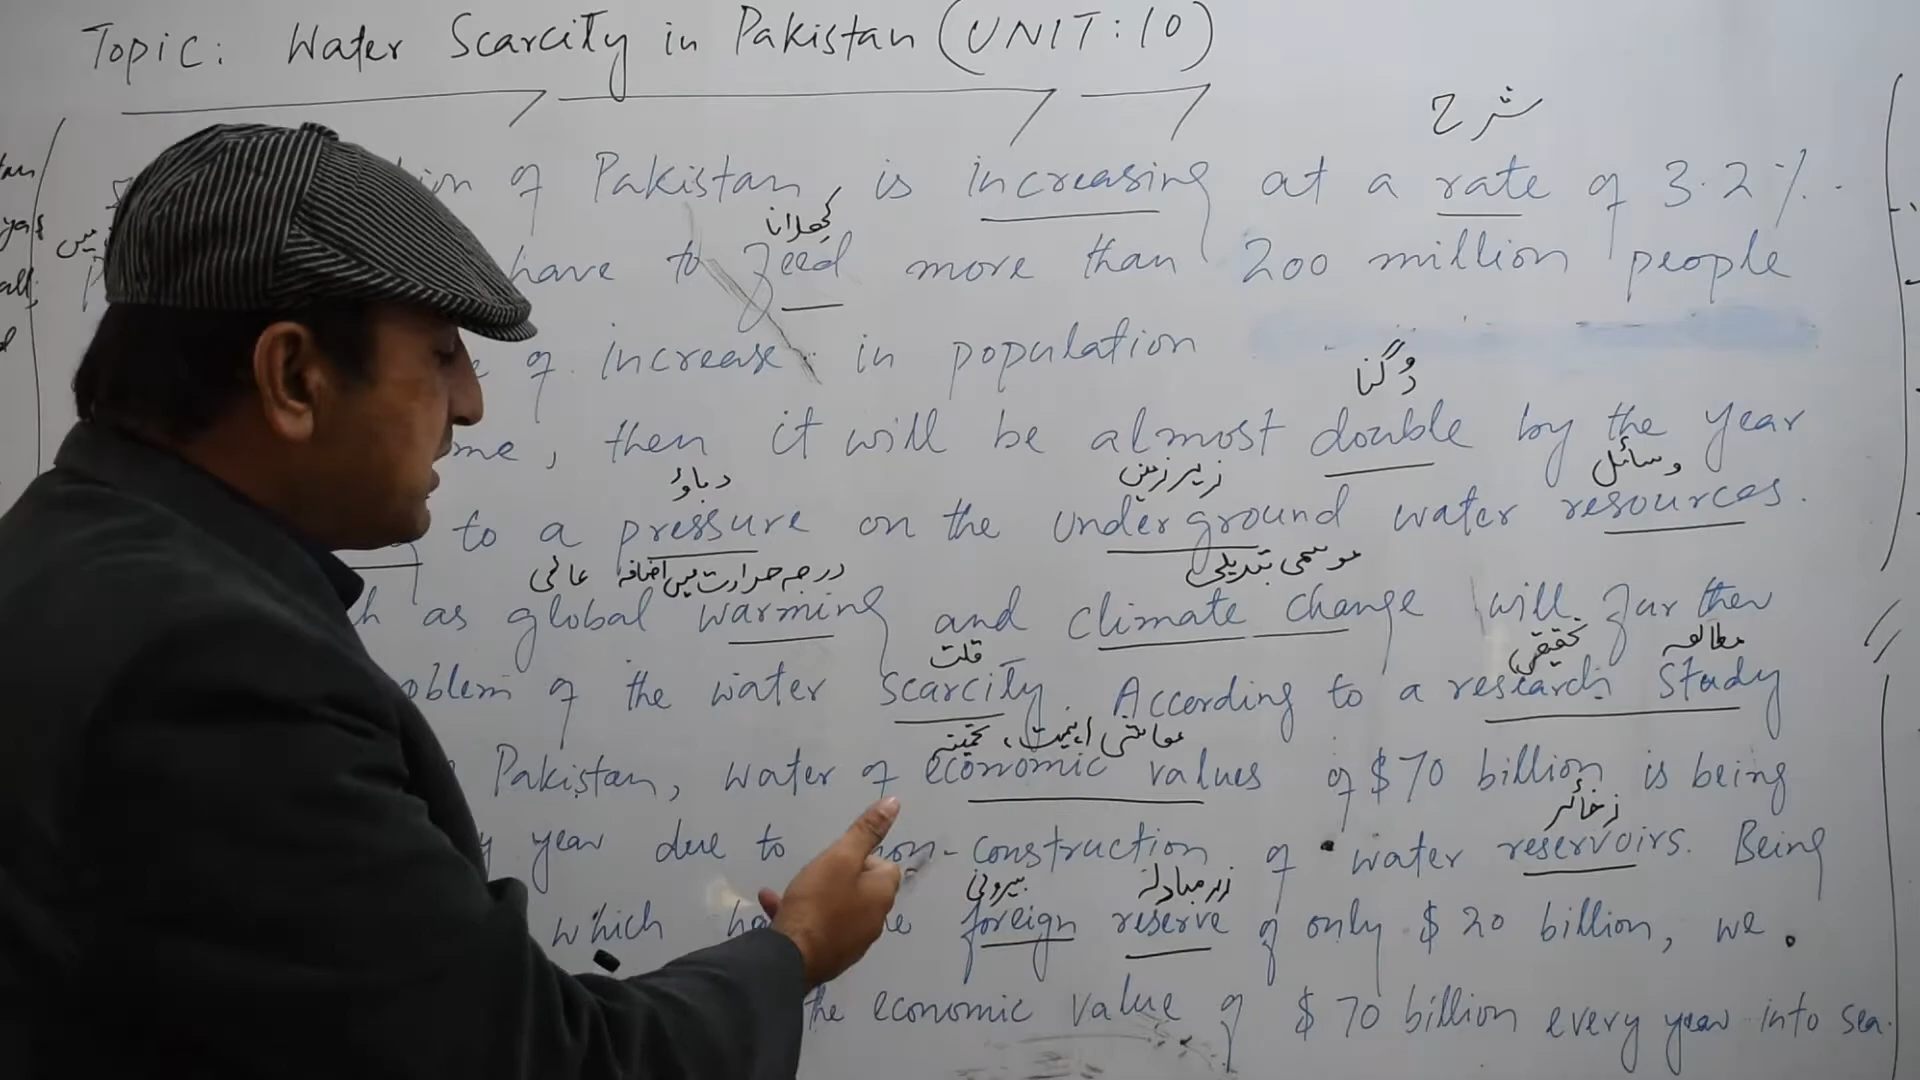 Topic: Water Scarcity in Pakistan (UNIT:10)
شرح
of Pakistan is increasing at a rate of 3.2%.
کھلانا
have to feed more than 200 million people
of increase in population
دوگنا
me, then it will be almost double by the year
دباؤ زیر زمین وسائل
to a pressure on the underground water resources.
عالمی درجہ حرارت میں اضافہ موسمی تبدیلی
as global warming and climate change will further
قلت تحقیقی مطالعہ
oblem of the water scarcity. According to a research study
معاشی اہمیت، تخمینہ
Pakistan, water of economic values of $70 billion is being
ذخائر
year due to non-construction of water reservoirs. Being
بیرونی زرمبادلہ
which foreign reserve of only $20 billion, we
the economic value of $70 billion every year into sea.